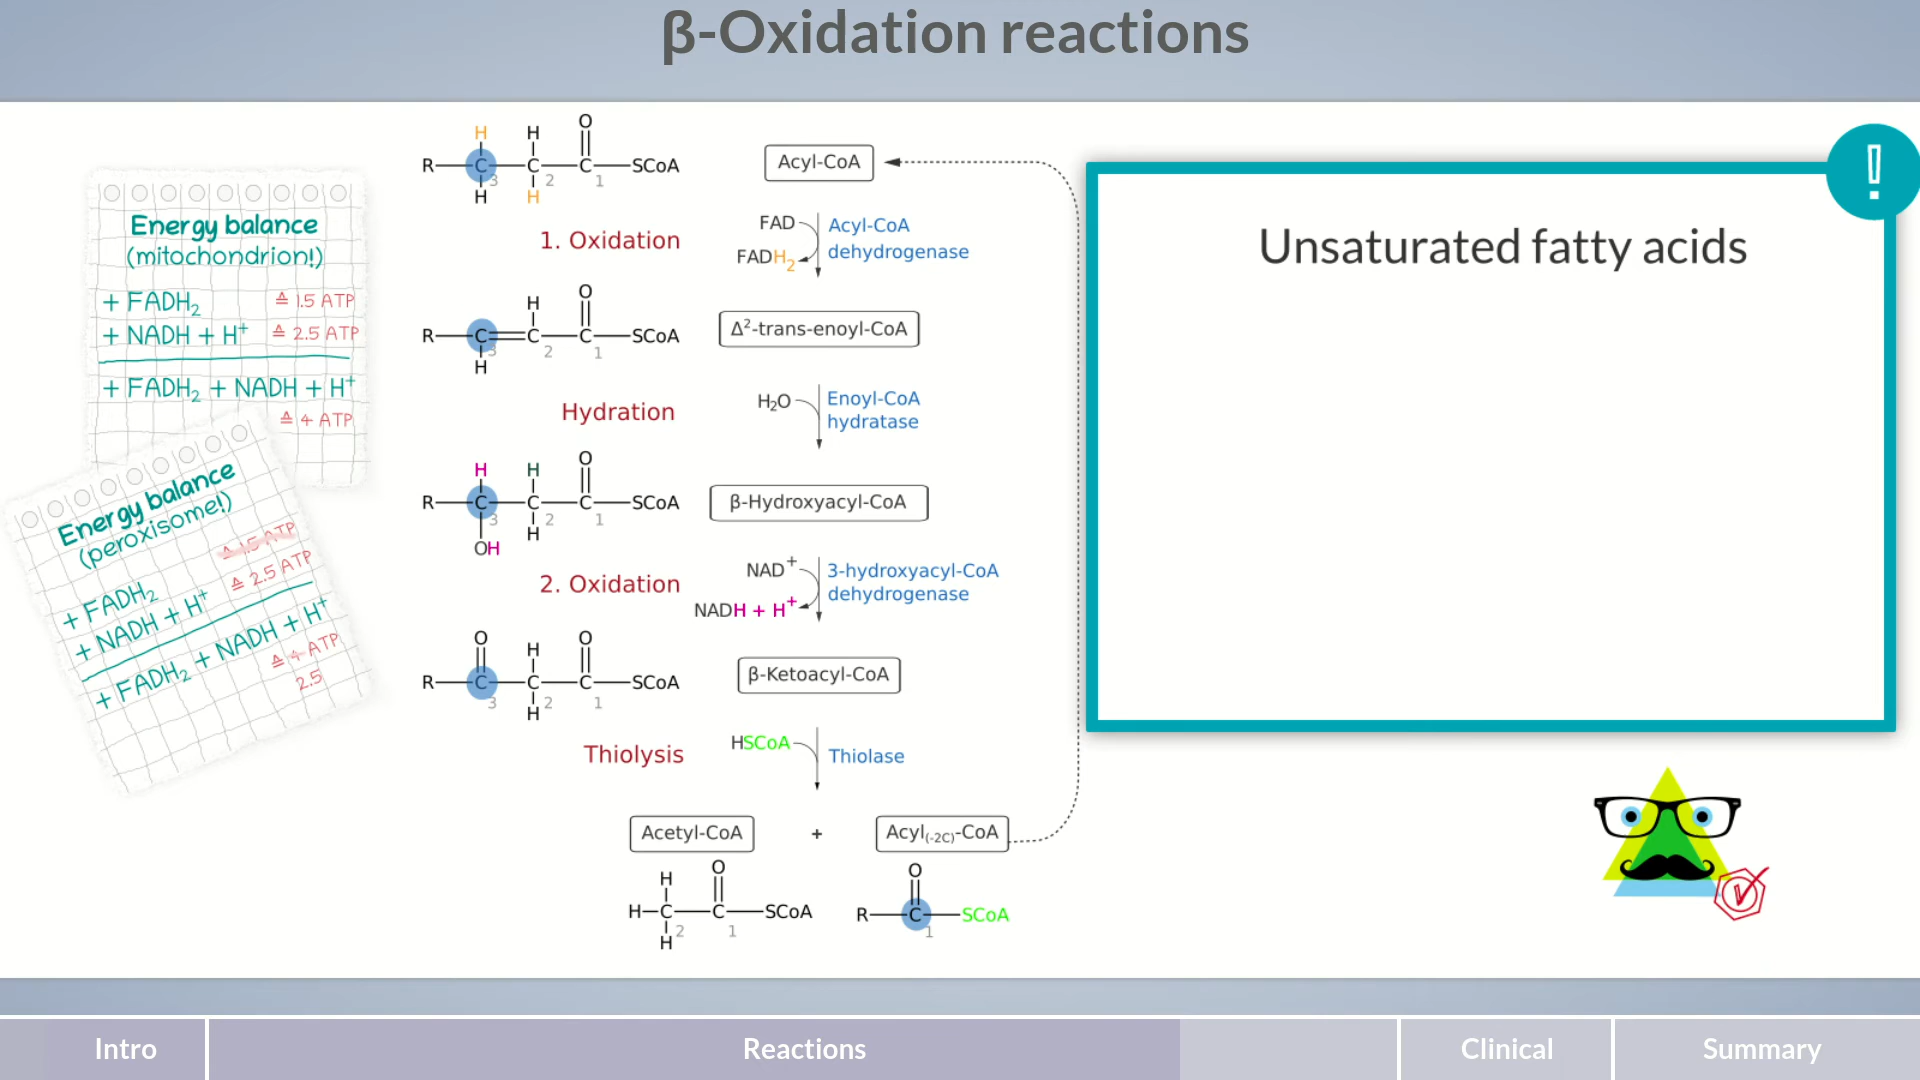 β-Oxidation reactions
Energy balance
(mitochondrion!)
+ FADH₂ ≙ 1.5 ATP
+ NADH + H⁺ ≙ 2.5 ATP
+ FADH₂ + NADH + H⁺
≙ 4 ATP
Energy balance
(peroxisome!)
+ FADH₂ ≙ 1.5 ATP
+ NADH + H⁺ ≙ 2.5 ATP
+ FADH₂ + NADH + H⁺
≙ 4 ATP
2.5
H H O
R C C C SCoA
3 2 1
H H
Acyl-CoA
1. Oxidation
FAD
FADH₂
Acyl-CoA
dehydrogenase
H O
R C C C SCoA
3 2 1
H
Δ²-trans-enoyl-CoA
Hydration
H₂O
Enoyl-CoA
hydratase
H H O
R C C C SCoA
3 2 1
OH H
β-Hydroxyacyl-CoA
2. Oxidation
NAD⁺
NADH + H⁺
3-hydroxyacyl-CoA
dehydrogenase
O H O
R C C C SCoA
3 2 1
H
β-Ketoacyl-CoA
Thiolysis
HSCoA
Thiolase
Acetyl-CoA + Acyl₍₋₂C₎-CoA
H O
H C C SCoA
2 1
H
O
R C SCoA
1
!
Unsaturated fatty acids
Intro Reactions Clinical Summary